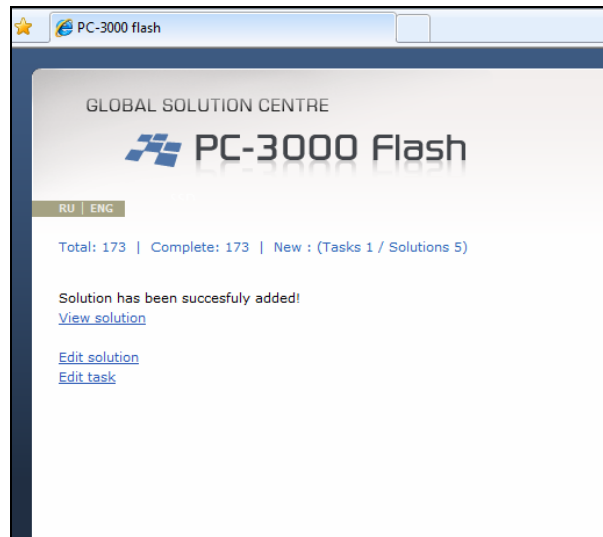 PC-3000 flash
GLOBAL SOLUTION CENTRE
PC-3000 Flash
RU | ENG
Total: 173 | Complete: 173 | New : (Tasks 1 / Solutions 5)
Solution has been succesfuly added!
View solution
Edit solution
Edit task